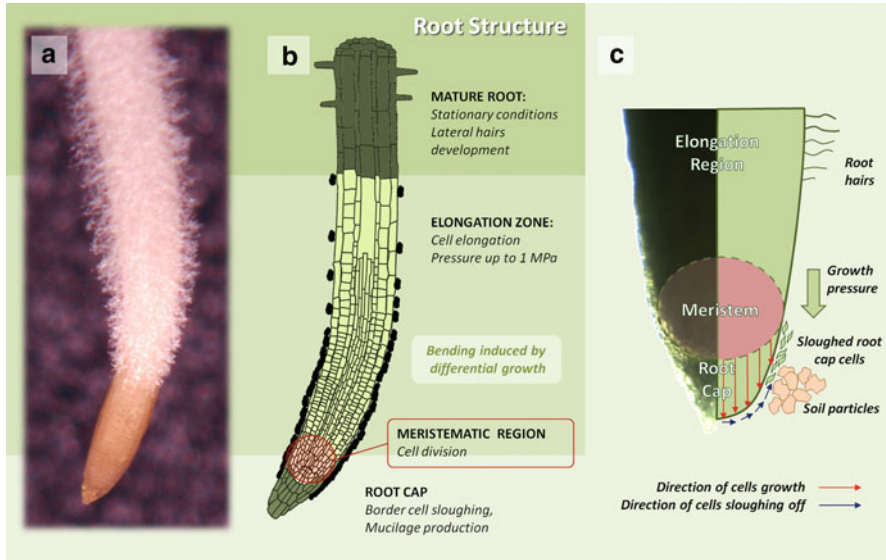 Root Structure
a
b
c
MATURE ROOT:
Stationary conditions
Lateral hairs
development
ELONGATION ZONE:
Cell elongation
Pressure up to 1 MPa
Bending induced by
differential growth
MERISTEMATIC REGION
Cell division
ROOT CAP
Border cell sloughing,
Mucilage production
Elongation
Region
Root
hairs
Growth
pressure
Meristem
Sloughed root
cap cells
Root
Cap
Soil particles
Direction of cells growth
Direction of cells sloughing off